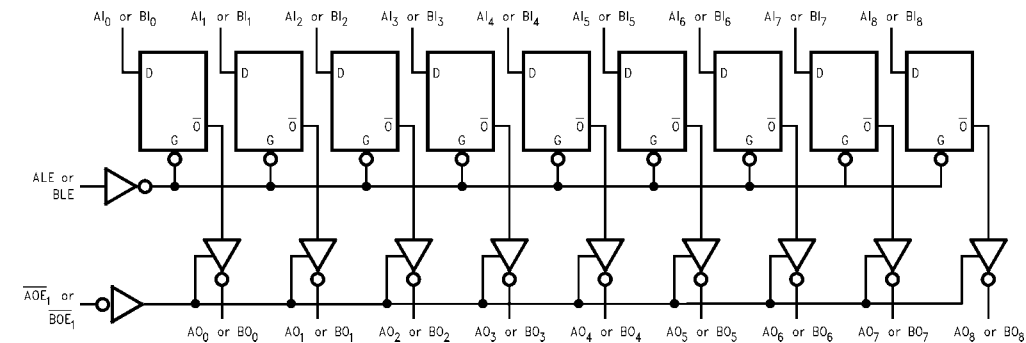 AI₀ or BI₀ AI₁ or BI₁ AI₂ or BI₂ AI₃ or BI₃ AI₄ or BI₄ AI₅ or BI₅ AI₆ or BI₆ AI₇ or BI₇ AI₈ or BI₈
D D D D D D D D D
O̅ O̅ O̅ O̅ O̅ O̅ O̅ O̅ O̅
G G G G G G G G G
ALE or
BLE
A̅O̅E̅₁ or
B̅O̅E̅₁
AO₀ or BO₀ AO₁ or BO₁ AO₂ or BO₂ AO₃ or BO₃ AO₄ or BO₄ AO₅ or BO₅ AO₆ or BO₆ AO₇ or BO₇ AO₈ or BO₈